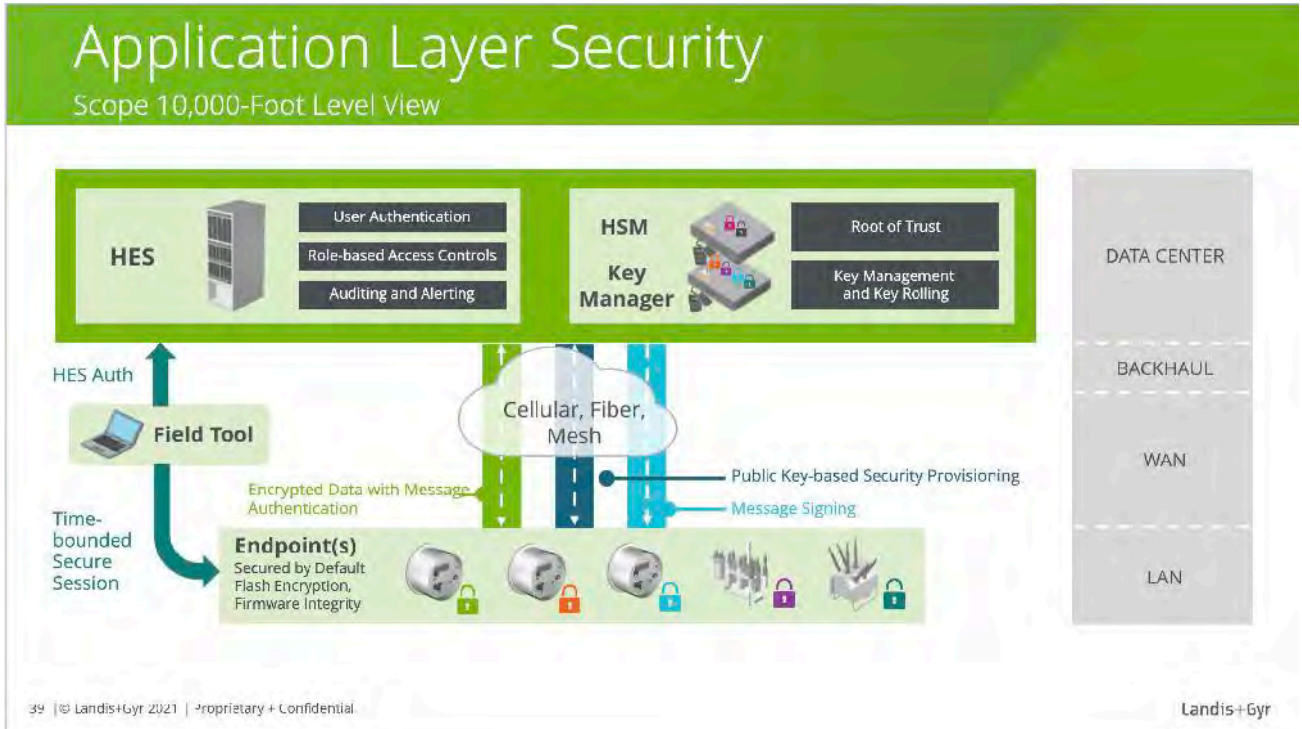 Application Layer Security
Scope 10,000-Foot Level View
HES
User Authentication
Role-based Access Controls
Auditing and Alerting
HSM
Key
Manager
Root of Trust
Key Management
and Key Rolling
DATA CENTER
BACKHAUL
WAN
LAN
HES Auth
Field Tool
Cellular, Fiber,
Mesh
Encrypted Data with Message
Authentication
Public Key-based Security Provisioning
Message Signing
Time-
bounded
Secure
Session
Endpoint(s)
Secured by Default
Flash Encryption,
Firmware Integrity
39 | © Landis+Gyr 2021 | Proprietary + Confidential
Landis+Gyr